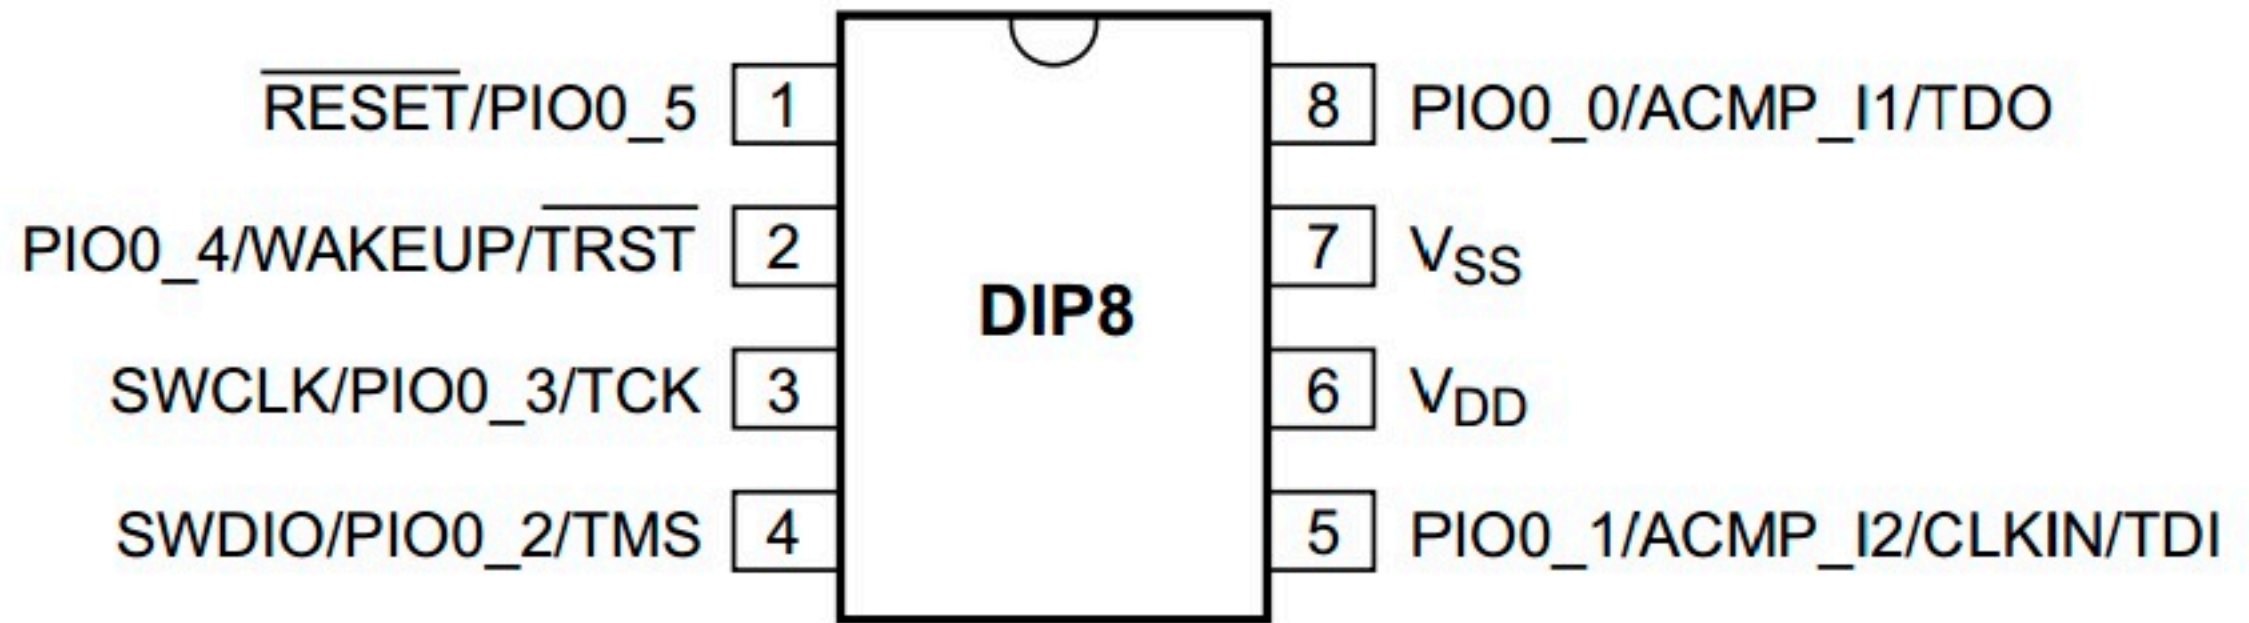 RESET/PIO0_5 1
8 PIO0_0/ACMP_I1/TDO
PIO0_4/WAKEUP/TRST 2
7 VSS
DIP8
SWCLK/PIO0_3/TCK 3
6 VDD
SWDIO/PIO0_2/TMS 4
5 PIO0_1/ACMP_I2/CLKIN/TDI